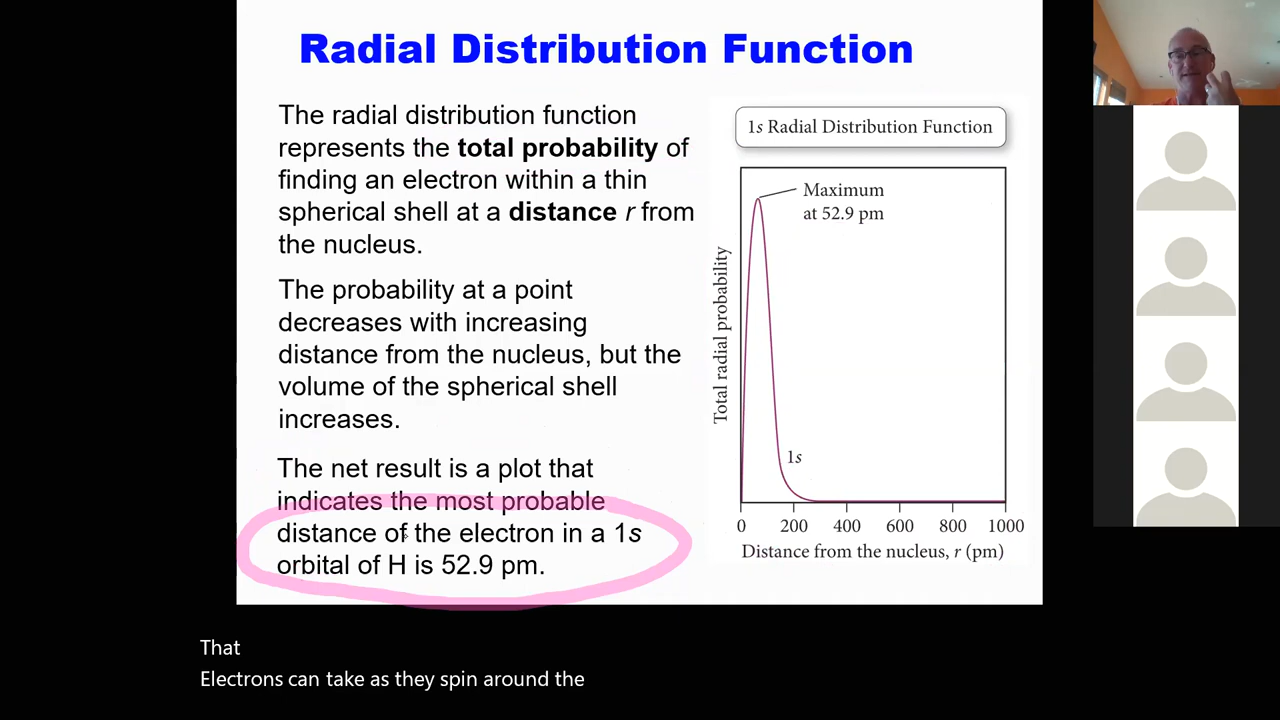 Radial Distribution Function
The radial distribution function
represents the total probability of
finding an electron within a thin
spherical shell at a distance r from
the nucleus.
The probability at a point
decreases with increasing
distance from the nucleus, but the
volume of the spherical shell
increases.
The net result is a plot that
indicates the most probable
distance of the electron in a 1s
orbital of H is 52.9 pm.
1s Radial Distribution Function
Maximum
at 52.9 pm
Total radial probability
1s
0 200 400 600 800 1000
Distance from the nucleus, r (pm)
That
Electrons can take as they spin around the